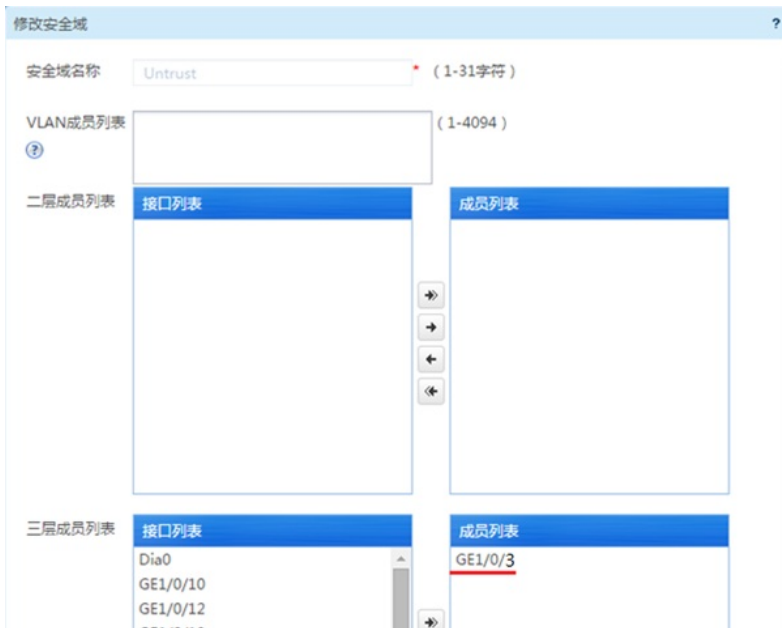 修改安全域 ?
安全域名称 Untrust * （1-31字符）
VLAN成员列表 （1-4094）
?
二层成员列表 接口列表 成员列表
三层成员列表 接口列表 成员列表
Dia0 GE1/0/3
GE1/0/10
GE1/0/12